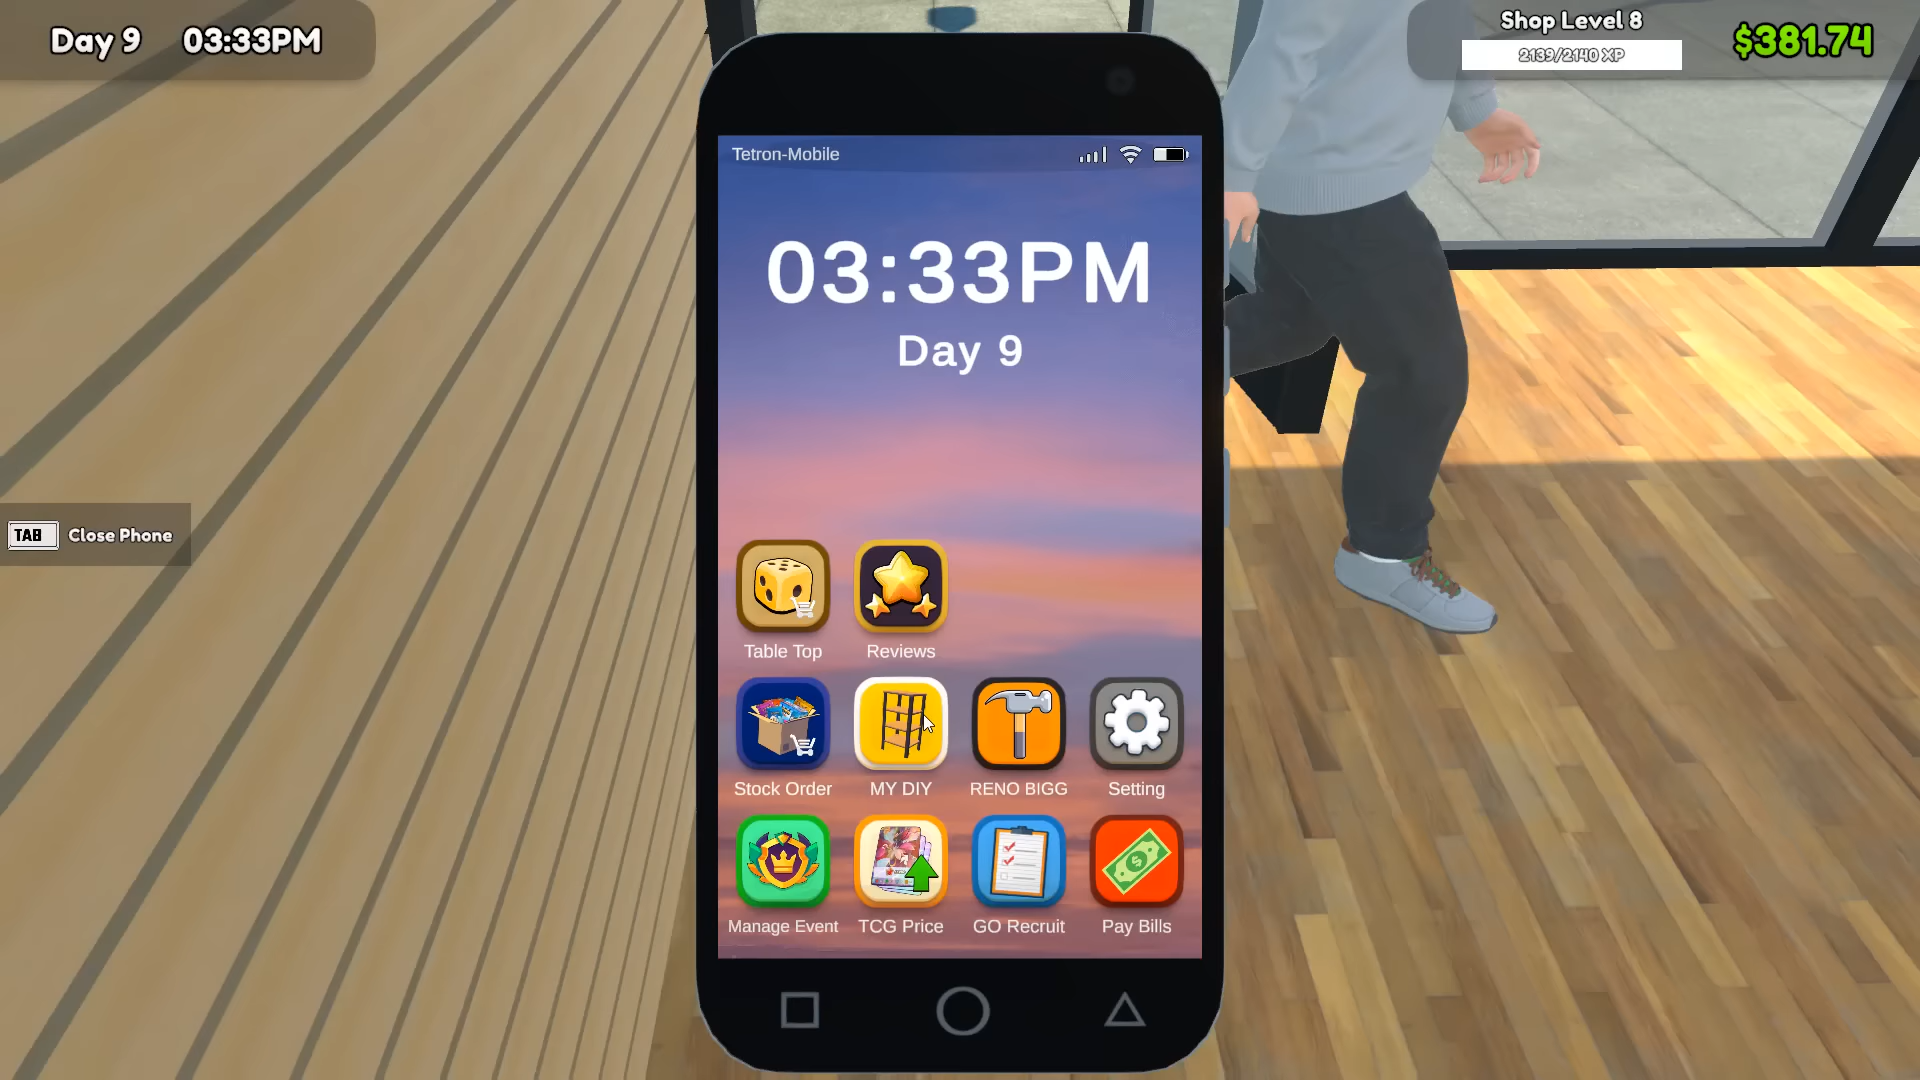 Day 9 03:33PM
Shop Level 8
2139/2140 XP
$381.74
Tetron-Mobile
03:33PM
Day 9
TAB Close Phone
Table Top Reviews
Stock Order MY DIY RENO BIGG Setting
Manage Event TCG Price GO Recruit Pay Bills